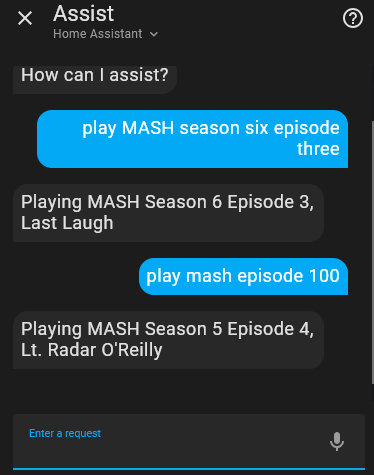 Assist
Home Assistant
How can I assist?
play MASH season six episode
three
Playing MASH Season 6 Episode 3,
Last Laugh
play mash episode 100
Playing MASH Season 5 Episode 4,
Lt. Radar O'Reilly
Enter a request